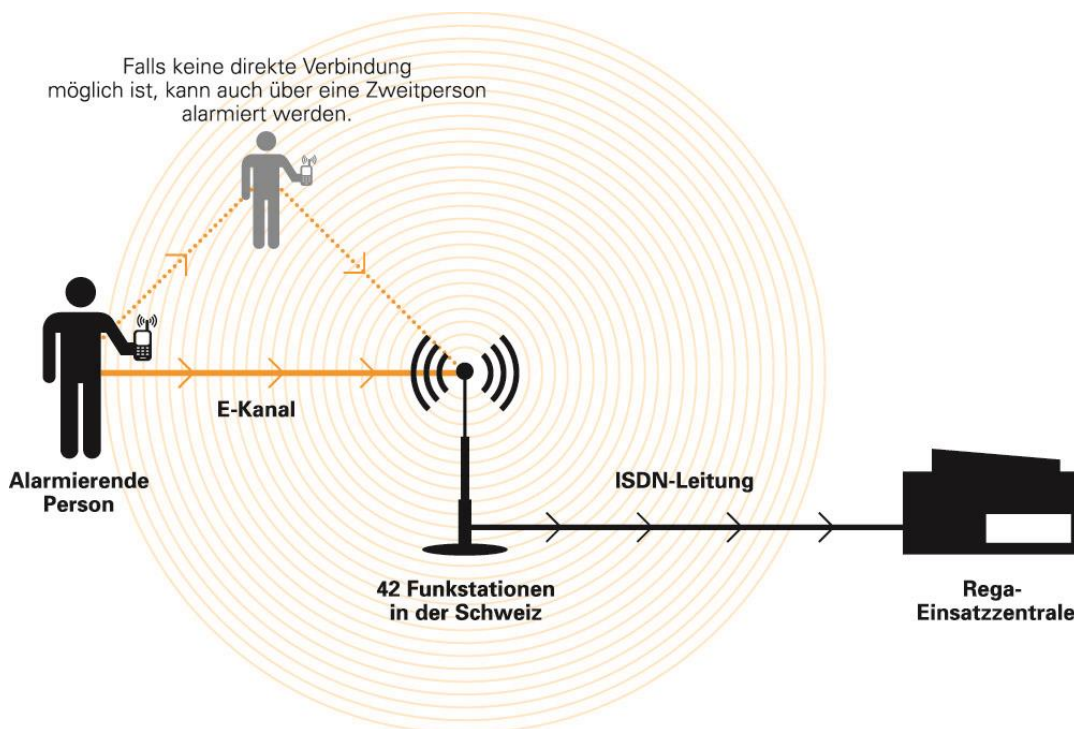 Falls keine direkte Verbindung
möglich ist, kann auch über eine Zweitperson
alarmiert werden.
E-Kanal
Alarmierende
Person
ISDN-Leitung
42 Funkstationen
in der Schweiz
Rega-
Einsatzzentrale